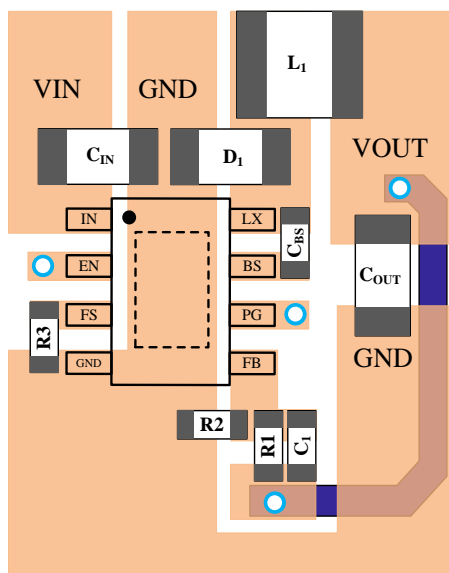 L1
VIN
GND
VOUT
CIN
D1
IN
LX
CBS
EN
BS
COUT
FS
PG
R3
GND
GND
FB
R2
R1
C1